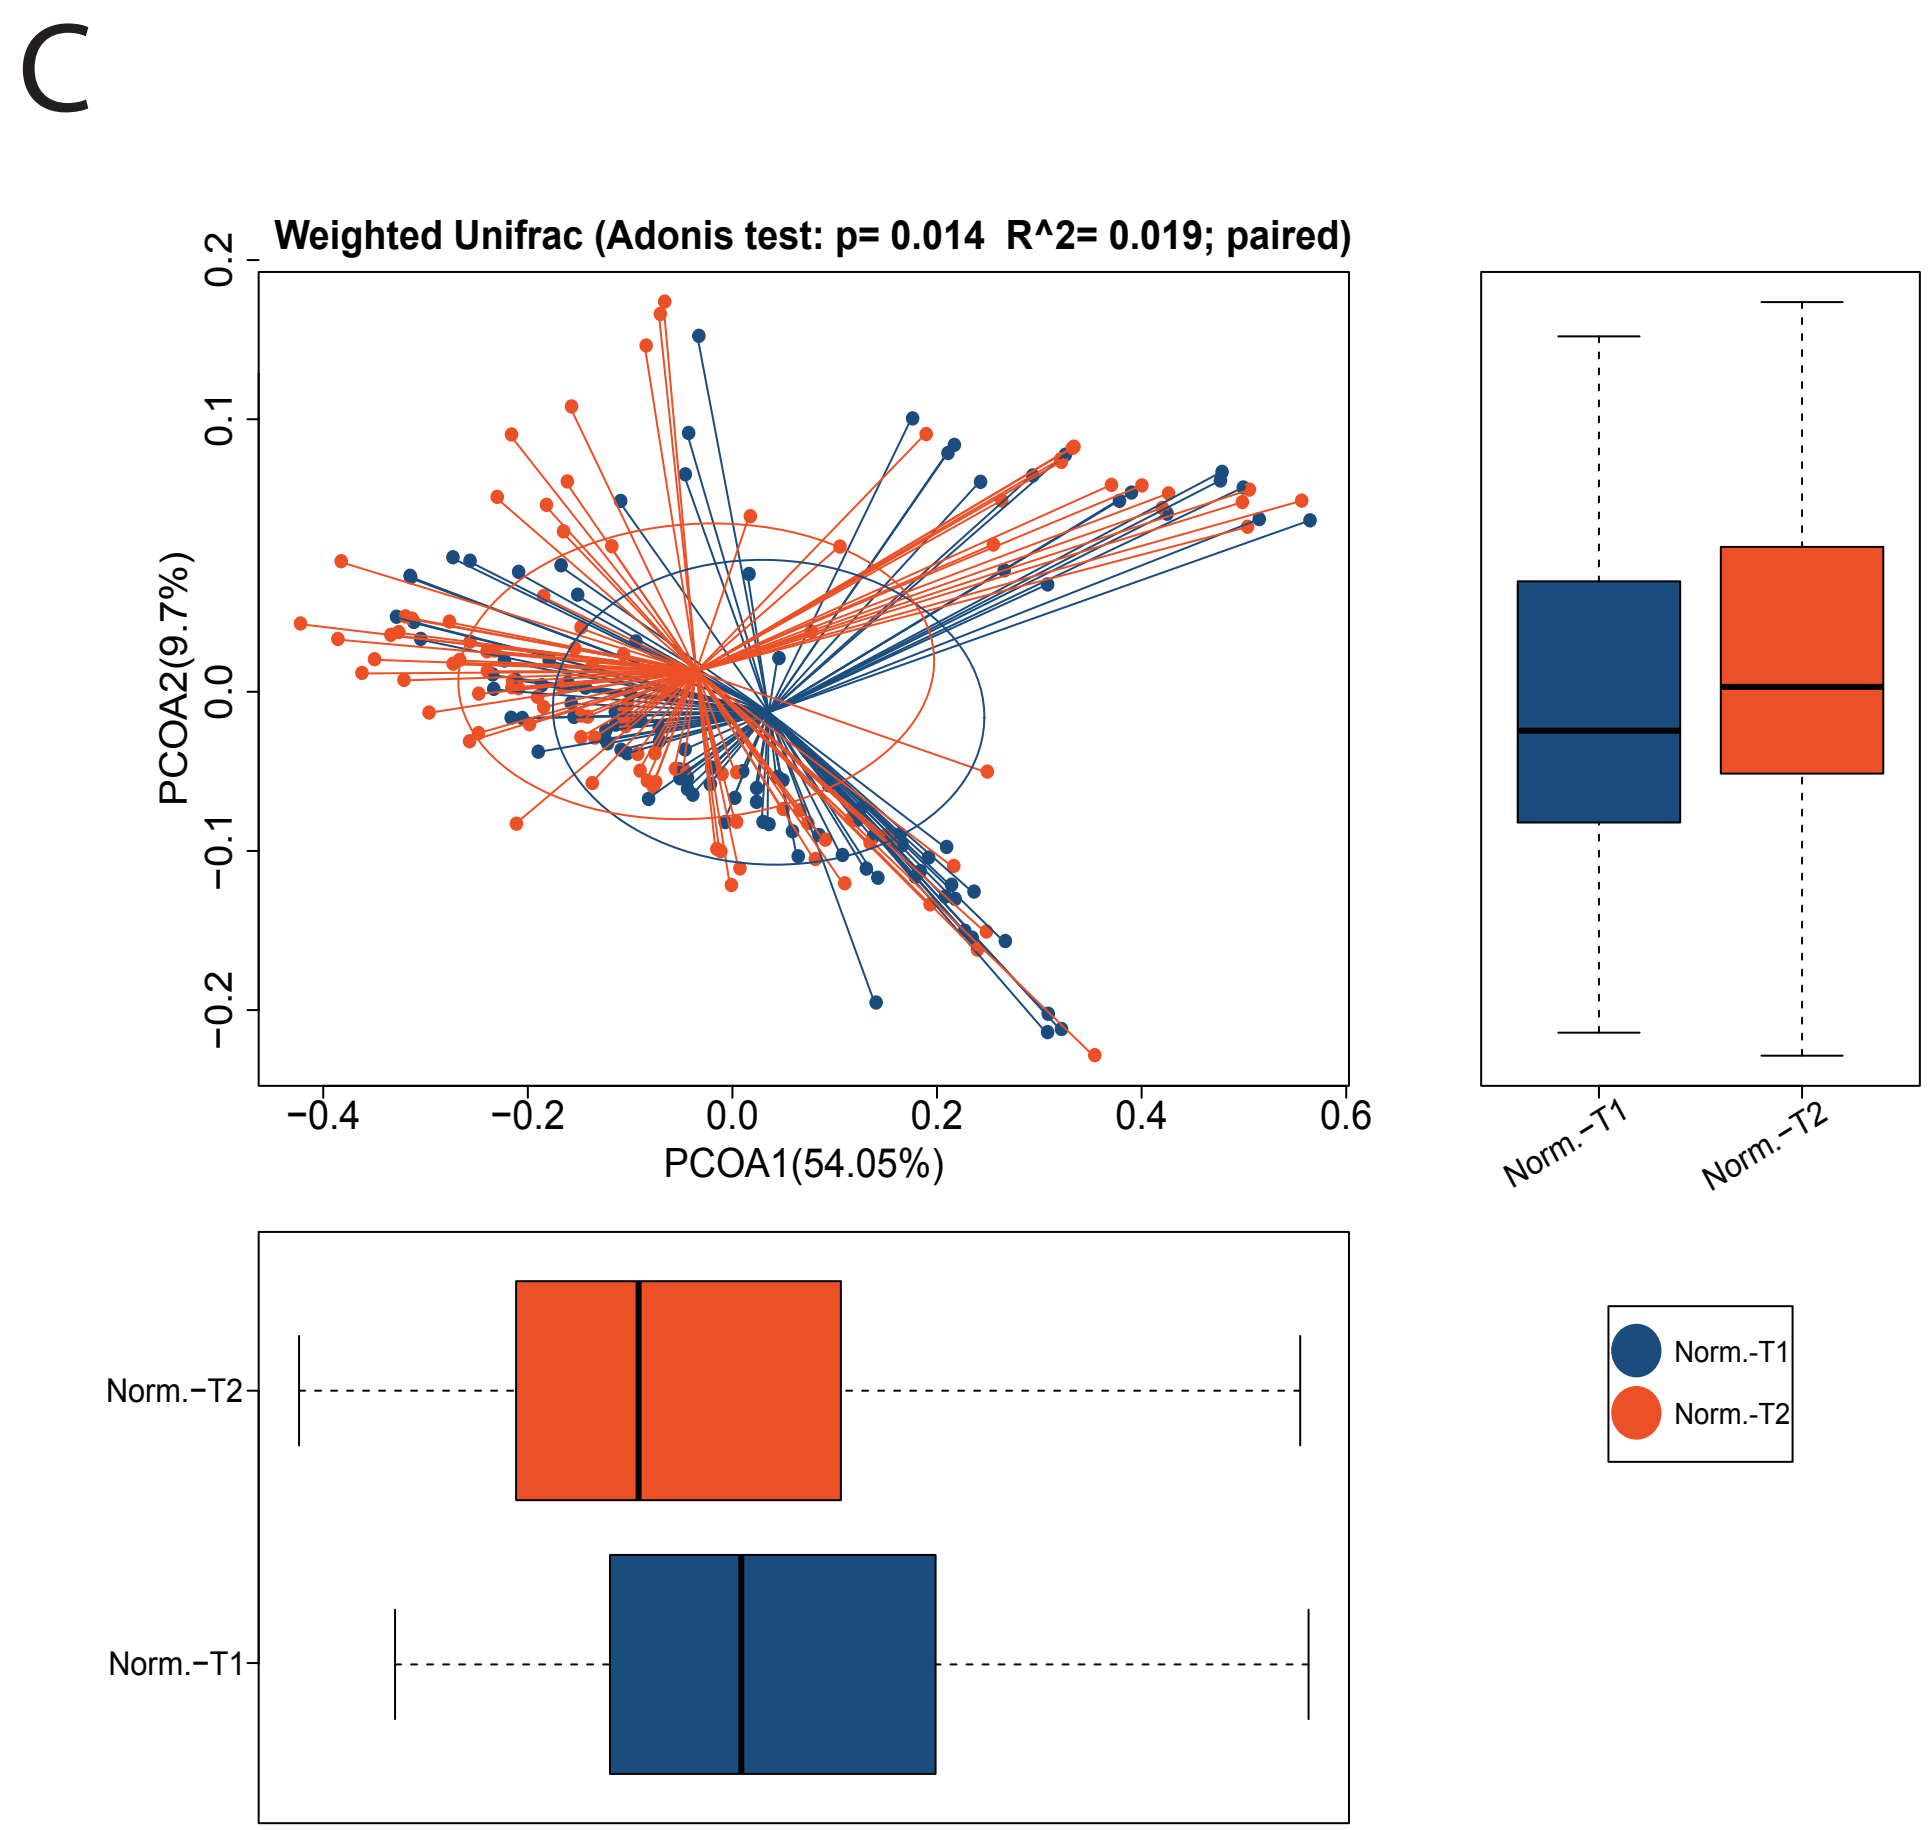 C
Weighted Unifrac (Adonis test: p= 0.014  R^2= 0.019; paired)
0.2
0.1
0.0
−0.1
−0.2
PCOA2(9.7%)
−0.4
−0.2
0.0
0.2
0.4
0.6
PCOA1(54.05%)
Norm.−T1
Norm.−T2
Norm.−T2
Norm.−T1
Norm.-T1
Norm.-T2